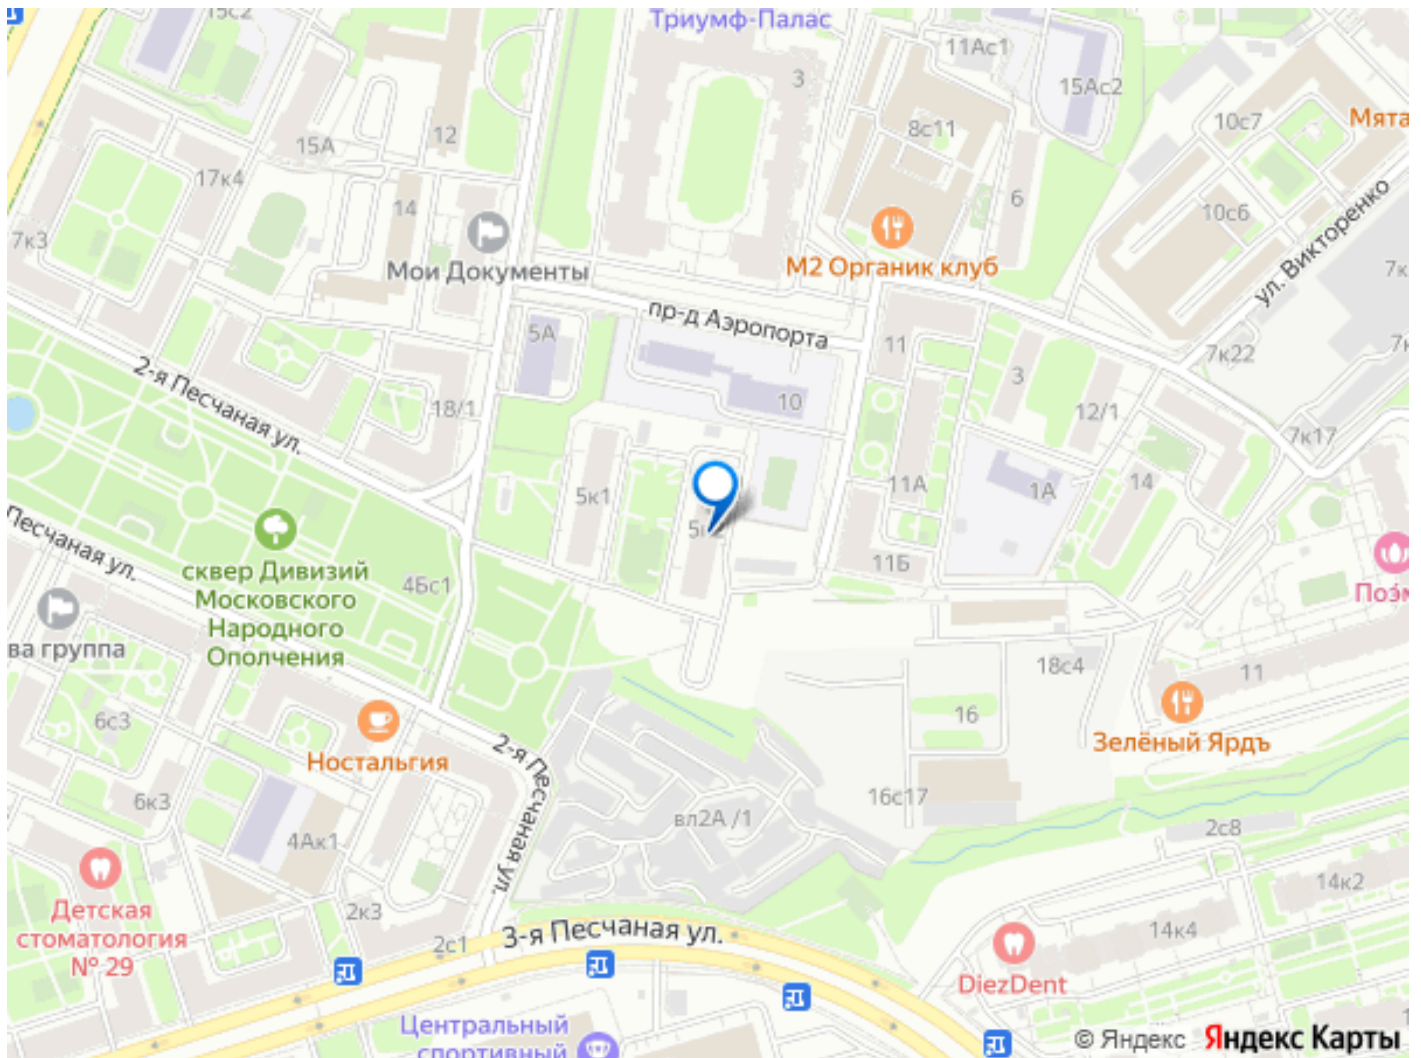 15с2
Триумф-Палас
11Ас1
3
15Ас2
10с7
Мята
12
15А
8с11
17к4
14
6
10с6
ул. Викторенко
7к3
Мои Документы
М2 Органик клуб
пр-д Аэропорта
5А
11
7к22
2-я Песчаная ул.
18/1
10
3
12/1
7к17
5к1
11А
1А
14
Песчаная ул.
сквер Дивизий
Московского
Народного
Ополчения
4Бс1
11Б
Поэм
ва группа
18с4
11
6с3
16
Ностальгия
2-я Песчаная ул.
Зелёный Ярдъ
6к3
16с17
вл2А /1
4Ак1
2с8
Детская
стоматология
№ 29
2к3
2с1
3-я Песчаная ул.
14к2
14к4
DiezDent
Центральный
спортивный
© Яндекс Яндекс Карты